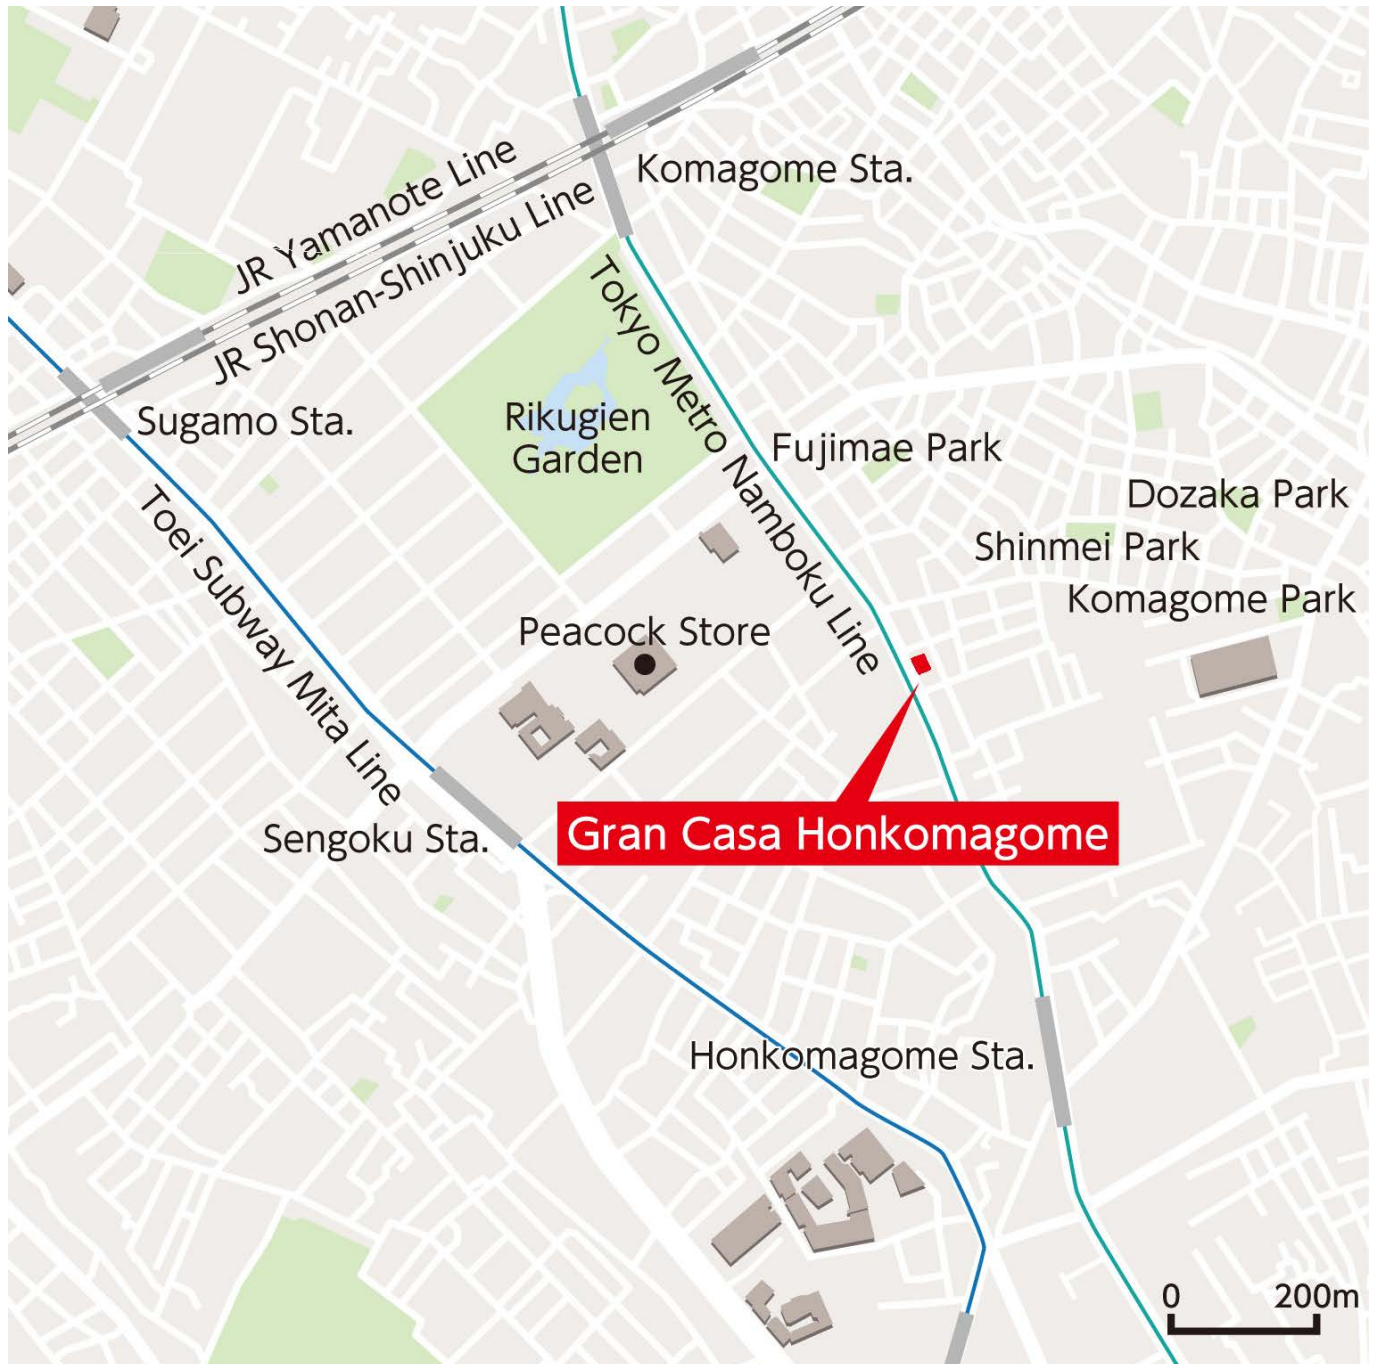 JR Yamanote Line
Komagome Sta.
JR Shonan-Shinjuku Line
Tokyo Metro Namboku Line
Sugamo Sta.
Rikugien
Garden
Fujimae Park
Dozaka Park
Toei Subway Mita Line
Shinmei Park
Komagome Park
Peacock Store
Sengoku Sta.
Gran Casa Honkomagome
Honkomagome Sta.
0 200m